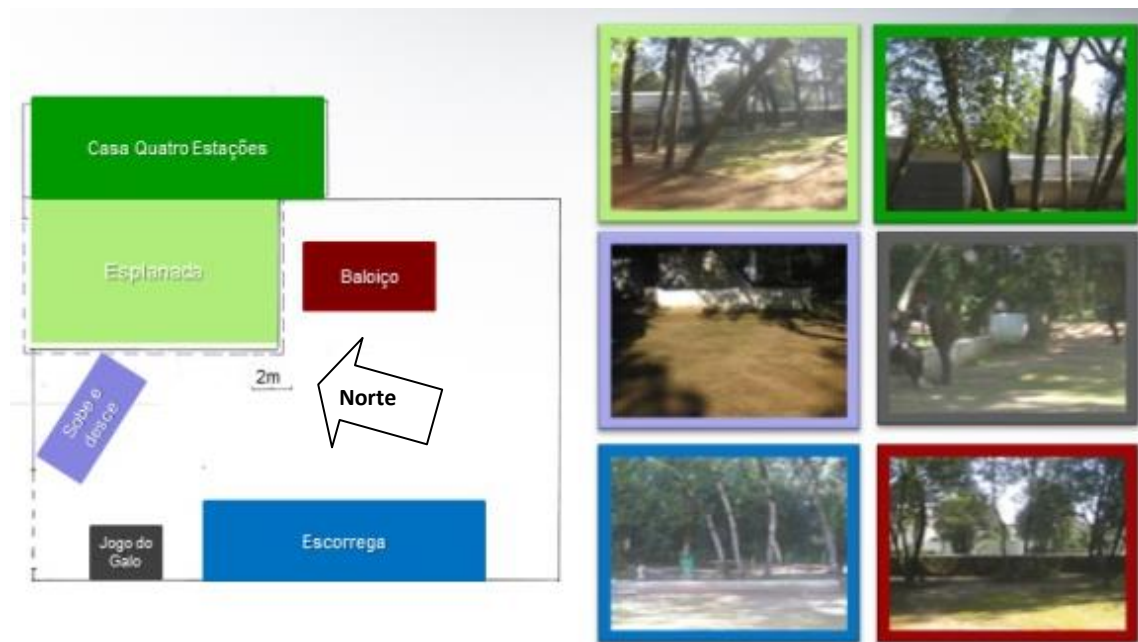 Casa Quatro Estações
Esplanada
Baloiço
2m
Norte
Sobe e
desce
Jogo do
Galo
Escorrega